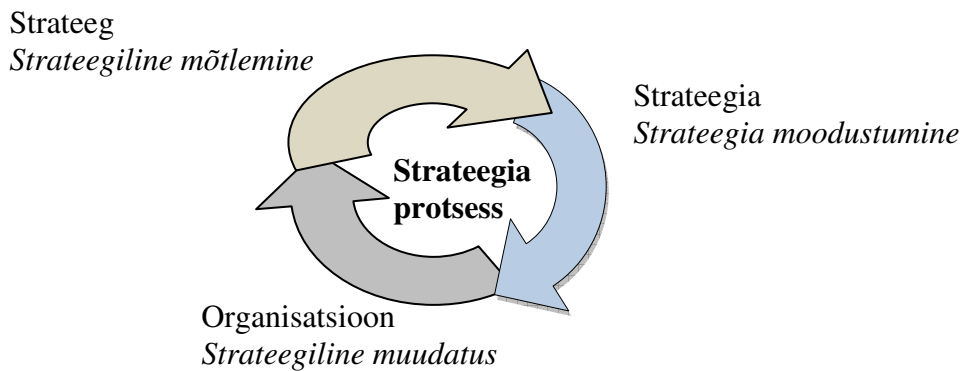 Strateeg
Strateegiline mõtlemine
Strateegia
Strateegia moodustumine
Strateegia
protsess
Organisatsioon
Strateegiline muudatus